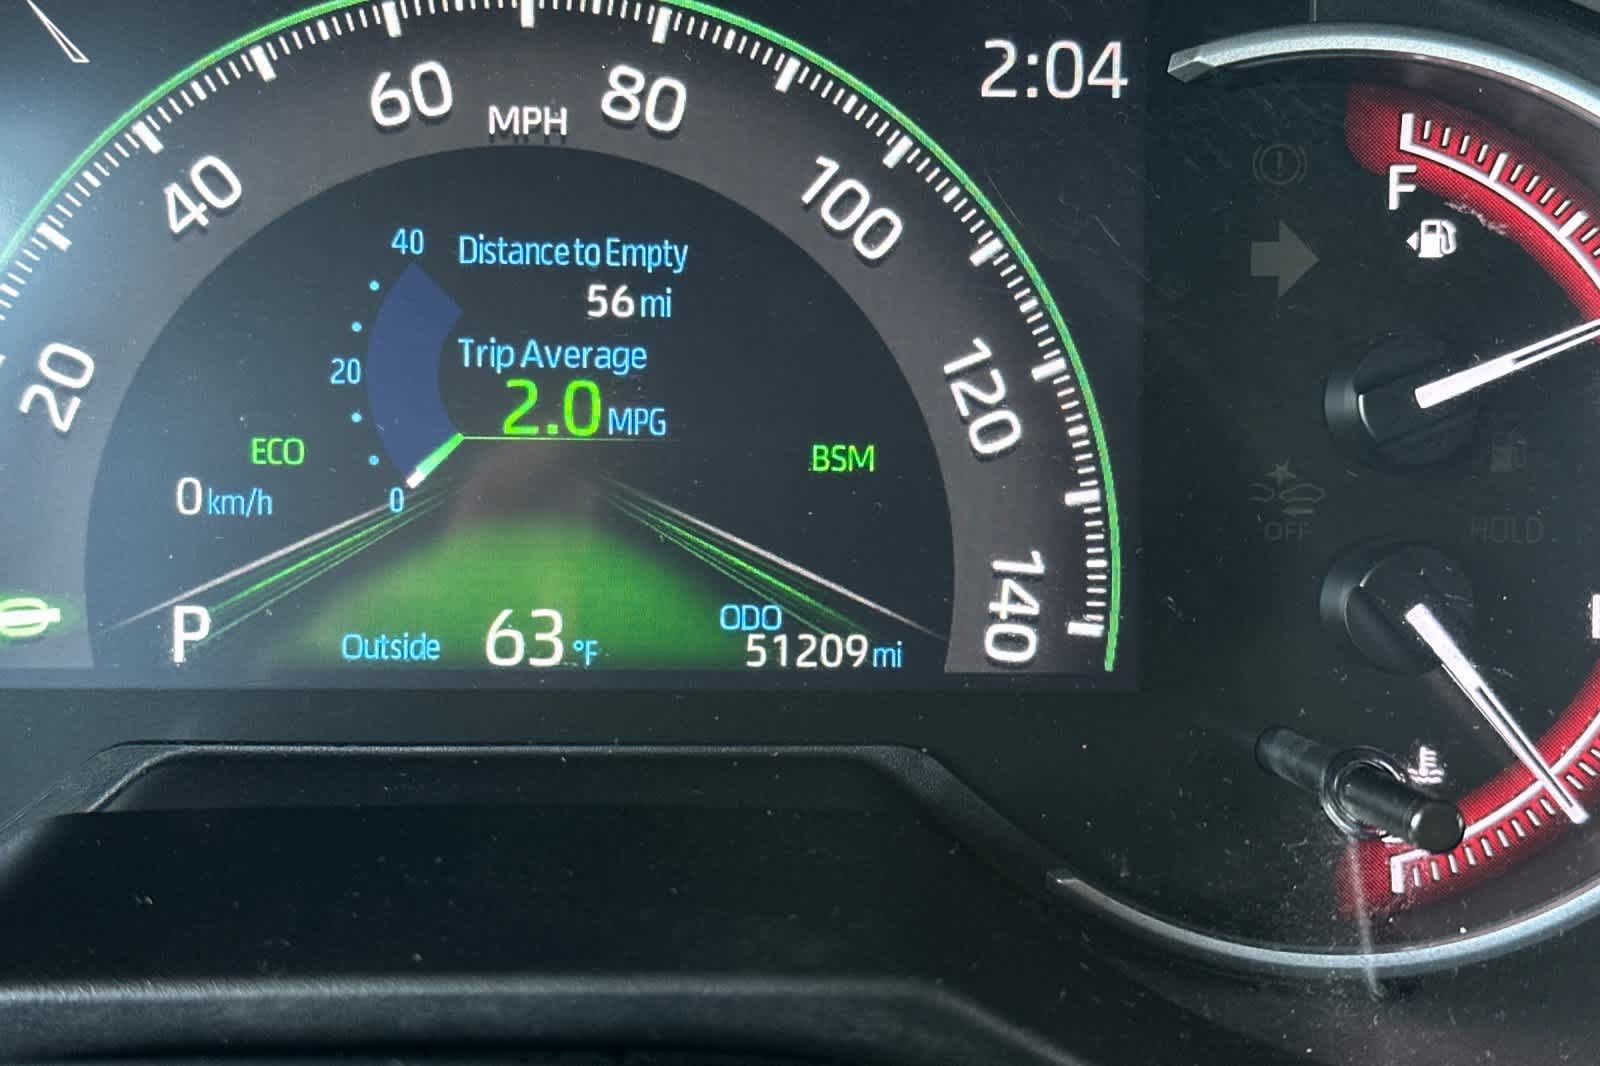 2:04
60
MPH
80
40
100
20
120
140
40
20
0
Distance to Empty
56 mi
Trip Average
2.0 MPG
ECO
BSM
0 km/h
P
Outside
63 °F
ODO
51209 mi
F
OFF
HOLD